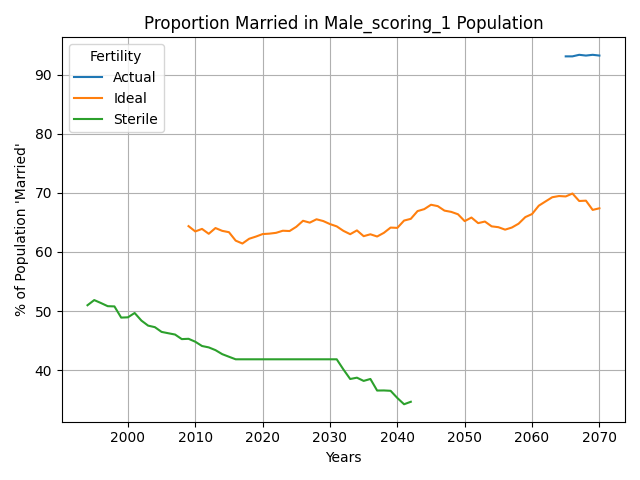 Proportion Married in Male_scoring_1 Population
Fertility
Actual
Ideal
Sterile
% of Population 'Married'
90
80
70
60
50
40
2000 2010 2020 2030 2040 2050 2060 2070
Years